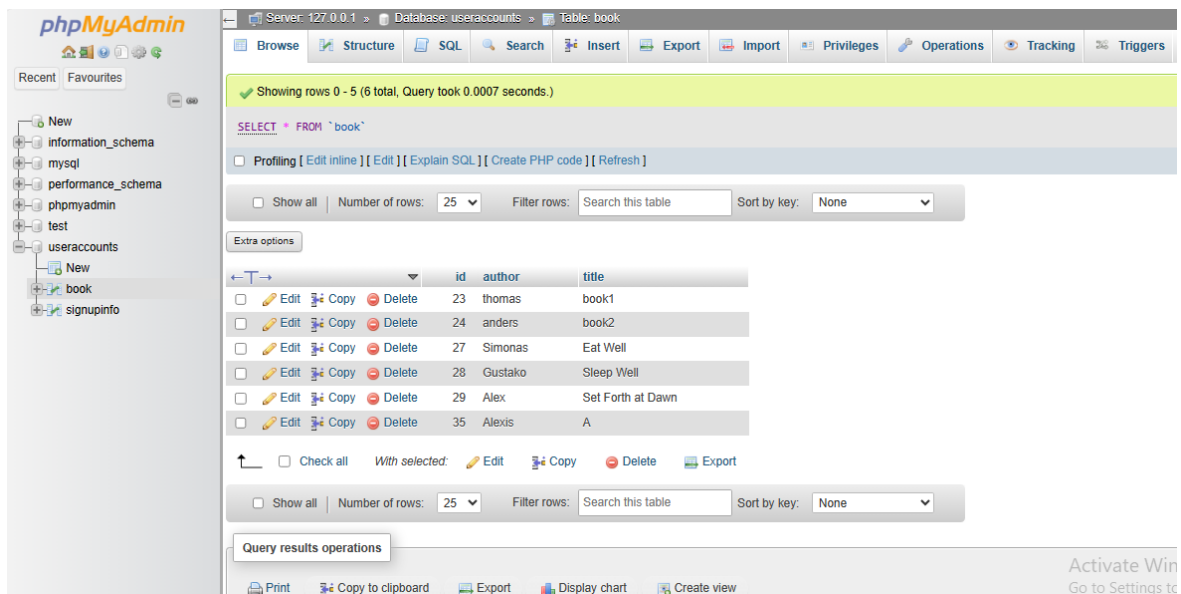 phpMyAdmin
Recent Favourites
New
information_schema
mysql
performance_schema
phpmyadmin
test
useraccounts
New
book
signupinfo
Server: 127.0.0.1 » Database: useraccounts » Table: book
Browse Structure SQL Search Insert Export Import Privileges Operations Tracking Triggers
Showing rows 0 - 5 (6 total, Query took 0.0007 seconds.)
SELECT * FROM `book`
Profiling [ Edit inline ] [ Edit ] [ Explain SQL ] [ Create PHP code ] [ Refresh ]
Show all | Number of rows: 25 Filter rows: Search this table Sort by key: None
Extra options
←T→ id author title
Edit Copy Delete 23 thomas book1
Edit Copy Delete 24 anders book2
Edit Copy Delete 27 Simonas Eat Well
Edit Copy Delete 28 Gustako Sleep Well
Edit Copy Delete 29 Alex Set Forth at Dawn
Edit Copy Delete 35 Alexis A
Check all With selected: Edit Copy Delete Export
Show all | Number of rows: 25 Filter rows: Search this table Sort by key: None
Query results operations
Print Copy to clipboard Export Display chart Create view
Activate Win
Go to Settings to